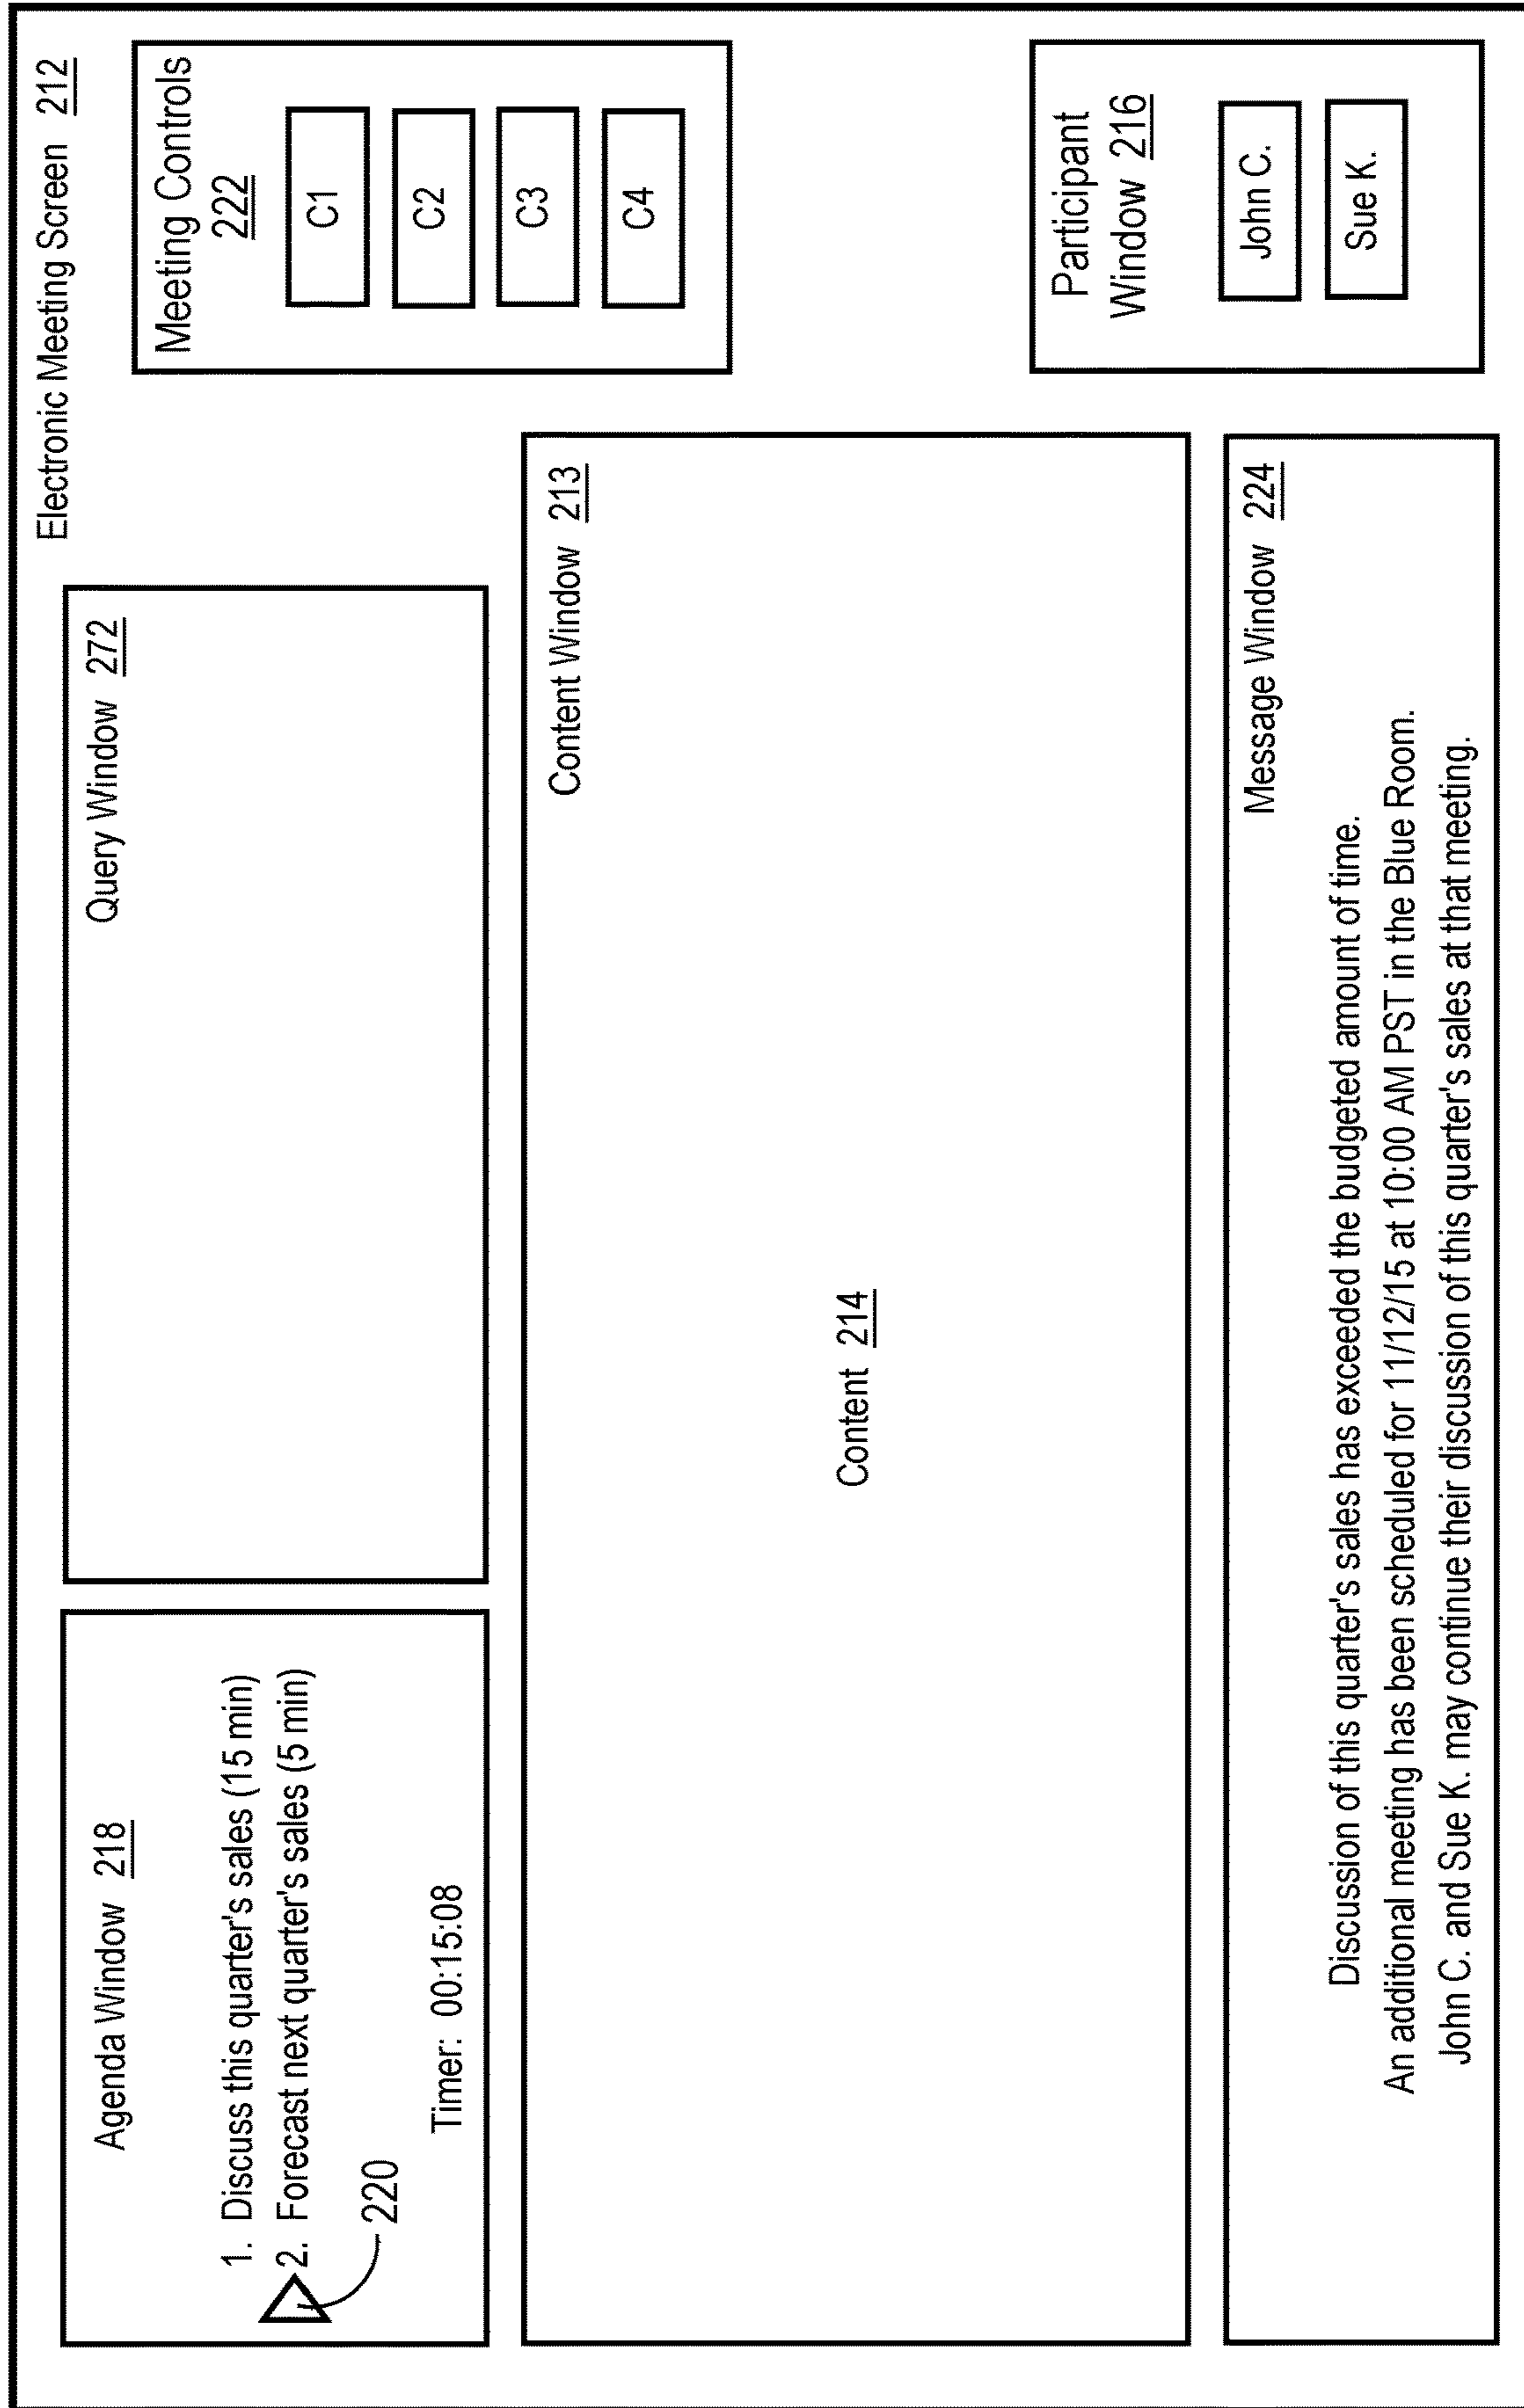 Electronic Meeting Screen 212
Agenda Window 218
1. Discuss this quarter's sales (15 min)
2. Forecast next quarter's sales (5 min)
220
Timer: 00:15:08
Query Window 272
Meeting Controls
222
C1
C2
C3
C4
Content Window 213
Content 214
Participant
Window 216
John C.
Sue K.
Message Window 224
Discussion of this quarter's sales has exceeded the budgeted amount of time.
An additional meeting has been scheduled for 11/12/15 at 10:00 AM PST in the Blue Room.
John C. and Sue K. may continue their discussion of this quarter's sales at that meeting.